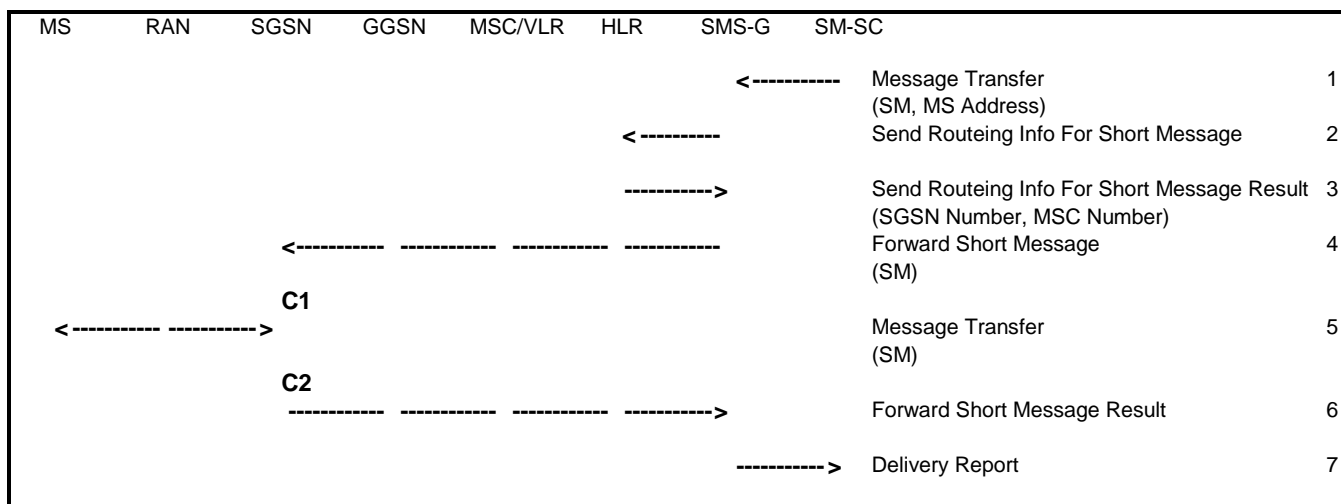 MS RAN SGSN GGSN MSC/VLR HLR SMS-G SM-SC
Message Transfer 1
(SM, MS Address)
Send Routeing Info For Short Message 2
Send Routeing Info For Short Message Result 3
(SGSN Number, MSC Number)
Forward Short Message 4
(SM)
C1
Message Transfer 5
(SM)
C2
Forward Short Message Result 6
Delivery Report 7